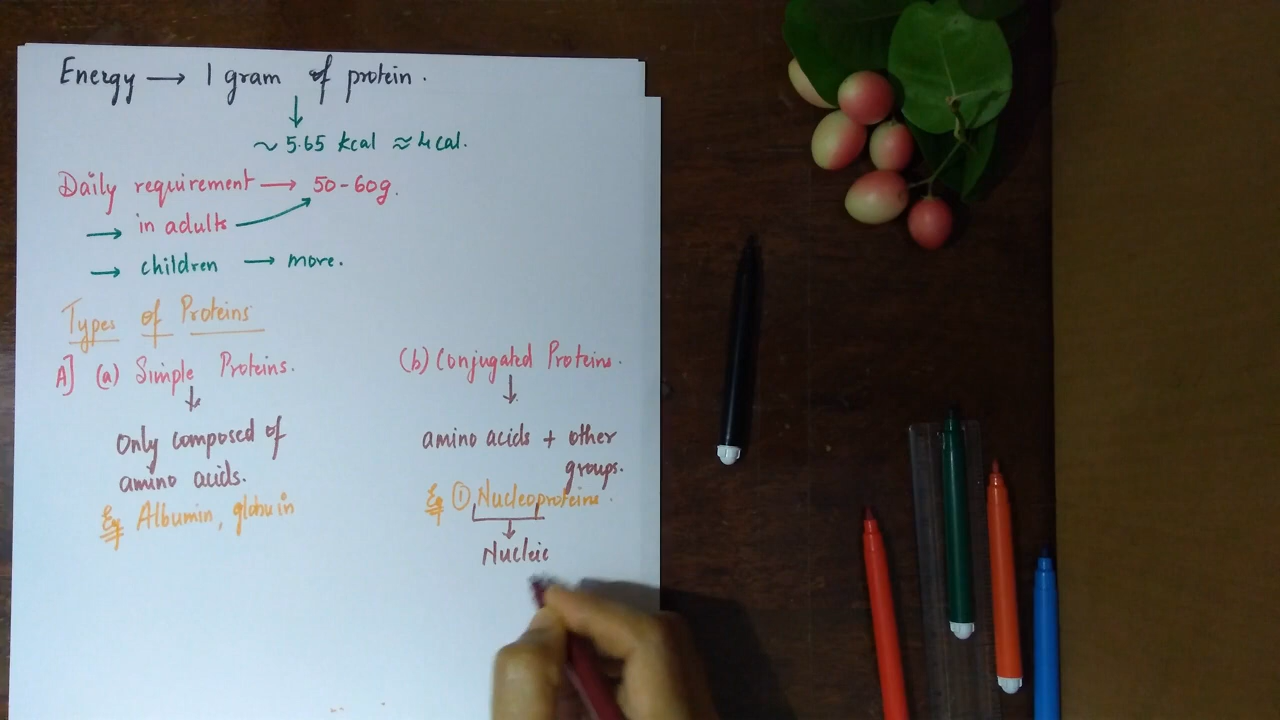 Energy → 1 gram of protein.
↓
~ 5.65 kcal ≈ 4 cal.
Daily requirement → 50-60g.
→ in adults
→ children → more.
Types of Proteins
A] (a) Simple Proteins.
↓
Only composed of
amino acids.
Eg Albumin, globuin
(b) Conjugated Proteins.
↓
amino acids + other
groups.
Eg ① Nucleoproteins.
↓
Nucleic